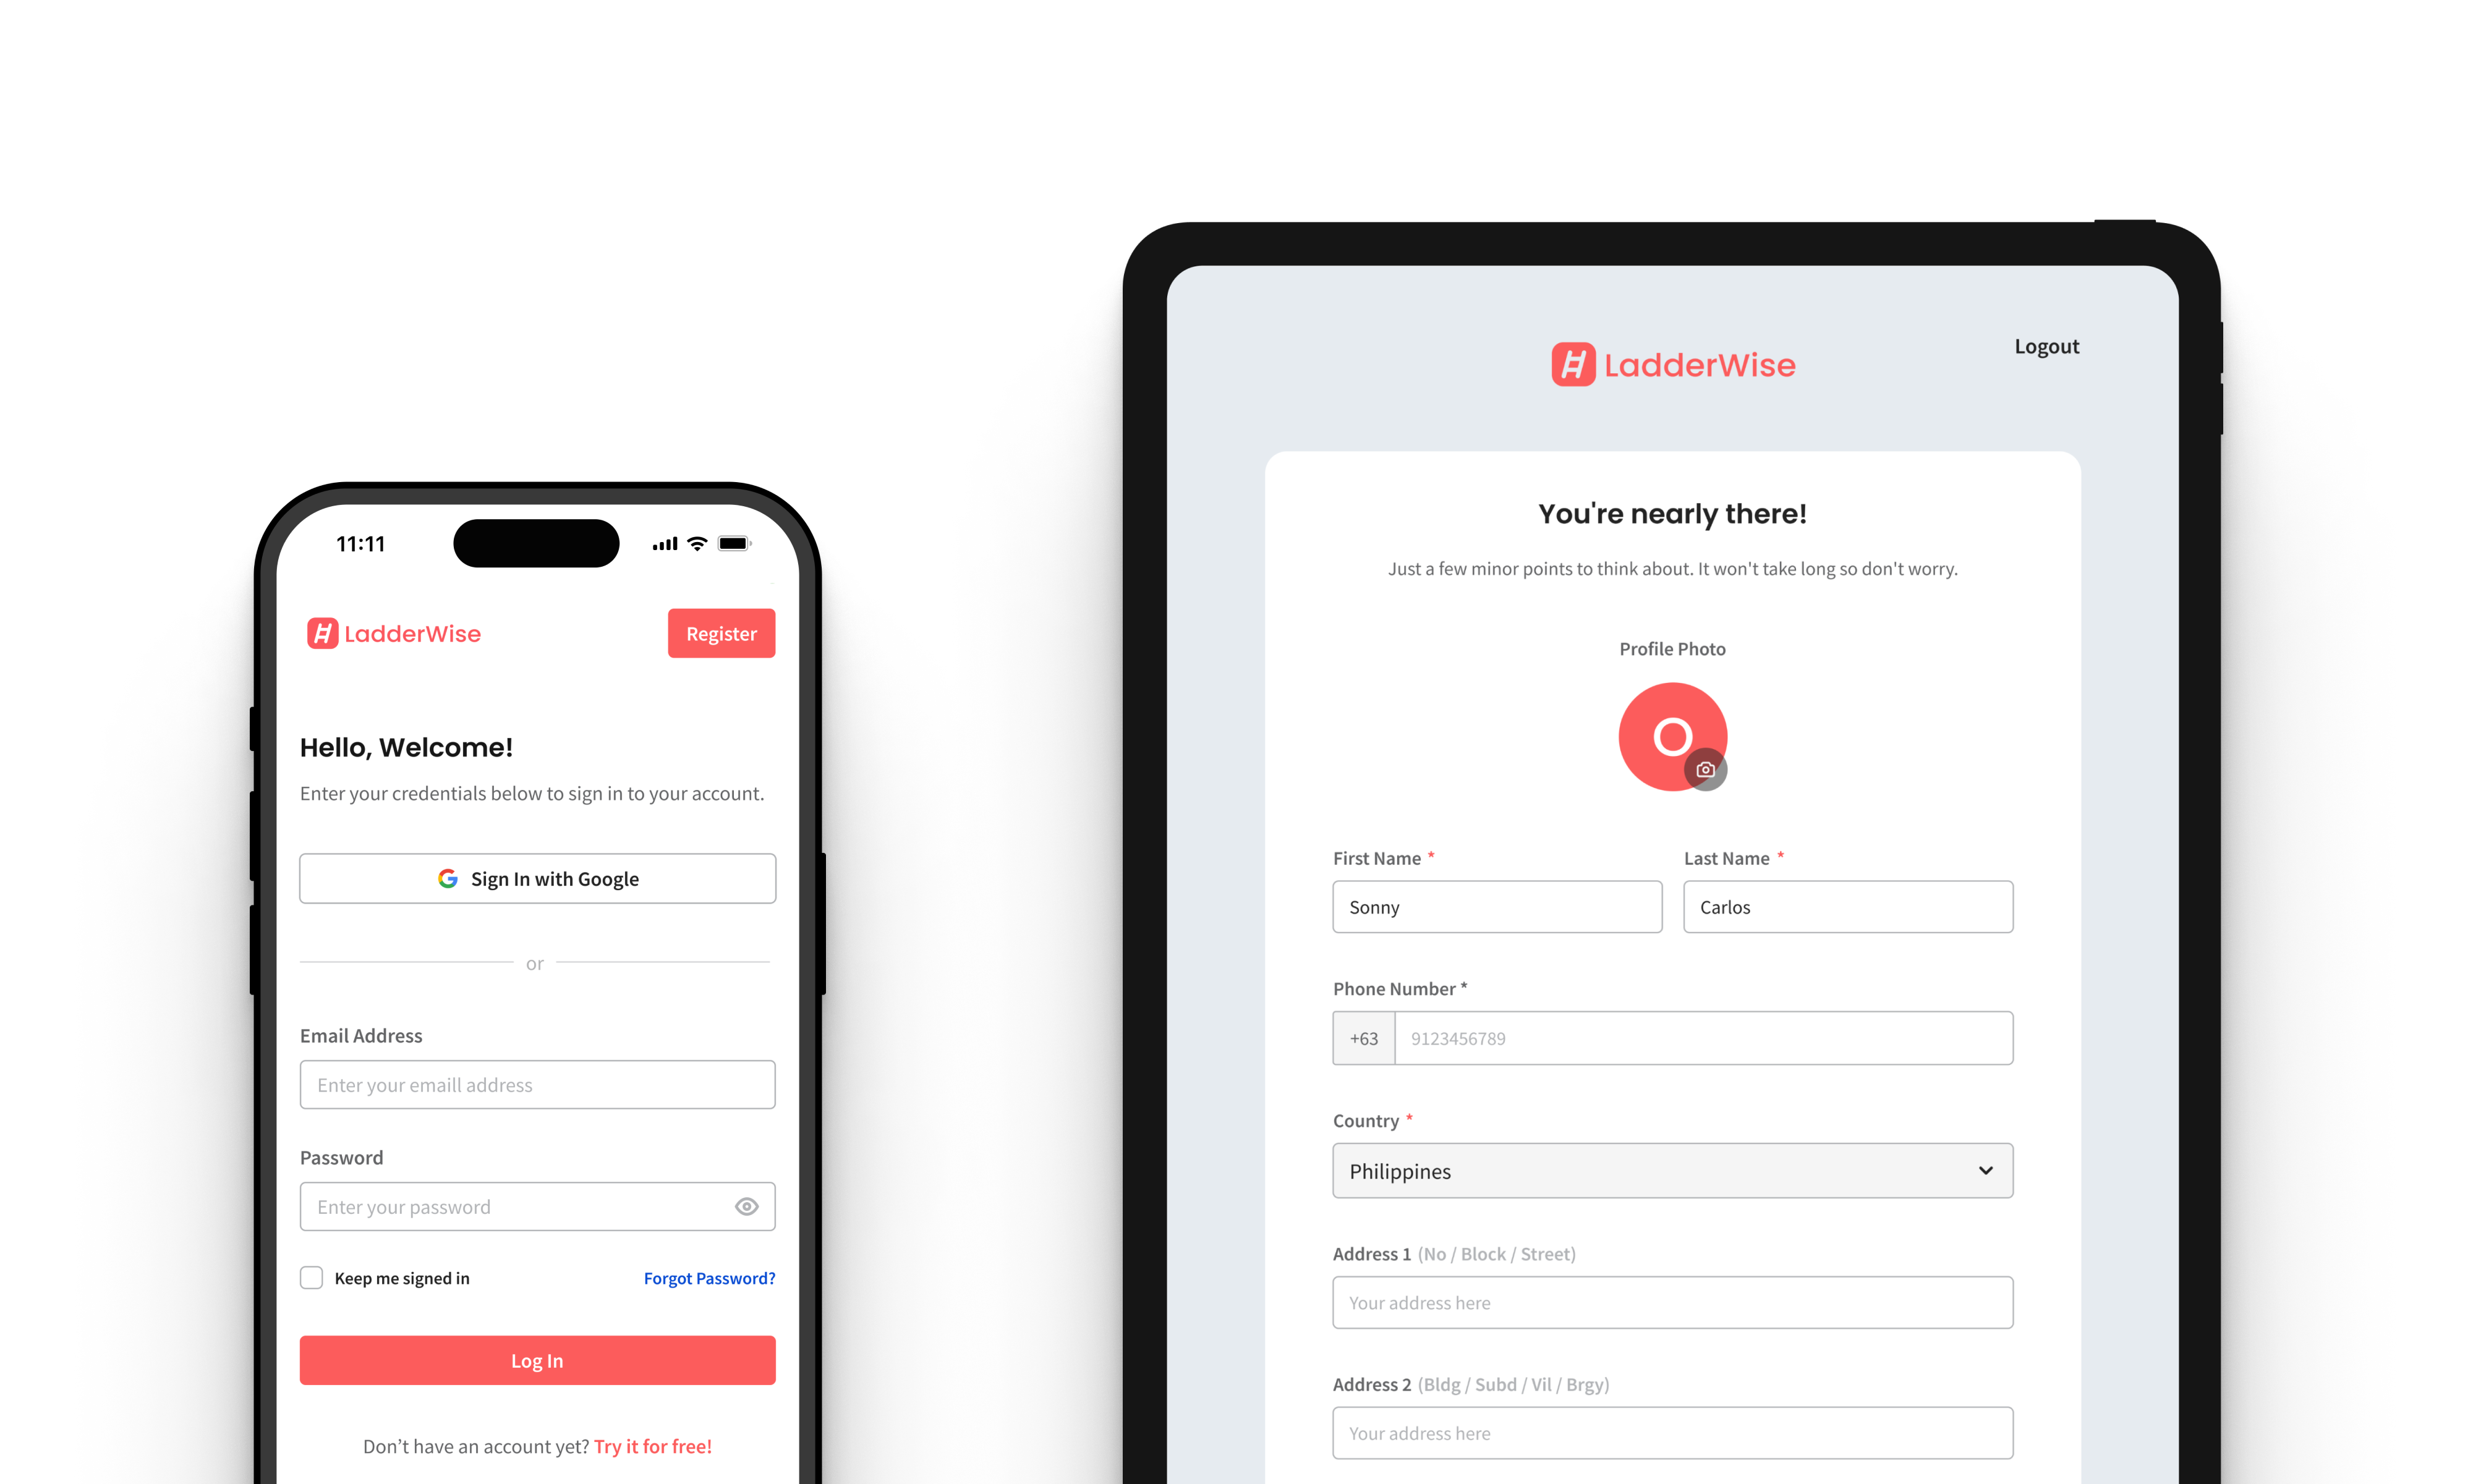 11:11
LadderWise
Register
Hello, Welcome!
Enter your credentials below to sign in to your account.
Sign In with Google
or
Email Address
Enter your emaill address
Password
Enter your password
Keep me signed in
Forgot Password?
Log In
Don’t have an account yet? Try it for free!
LadderWise
Logout
You're nearly there!
Just a few minor points to think about. It won't take long so don't worry.
Profile Photo
O
First Name *
Last Name *
Sonny
Carlos
Phone Number *
+63
9123456789
Country *
Philippines
Address 1 (No / Block / Street)
Your address here
Address 2 (Bldg / Subd / Vil / Brgy)
Your address here